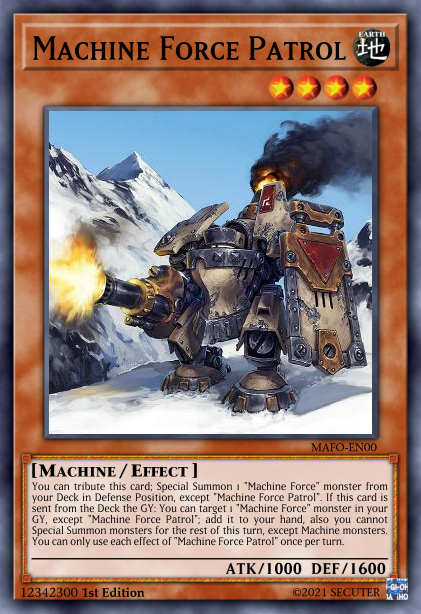 MACHINE FORCE PATROL
EARTH
地
MAFO-EN00
[MACHINE / EFFECT ]
You can tribute this card; Special Summon 1 "Machine Force" monster from
your Deck in Defense Position, except "Machine Force Patrol". If this card is
sent from the Deck the GY: You can target 1 "Machine Force" monster in your
GY, except "Machine Force Patrol"; add it to your hand, also you cannot
Special Summon monsters for the rest of this turn, except Machine monsters.
You can only use each effect of "Machine Force Patrol" once per turn.
ATK/1000 DEF/1600
12342300 1st Edition
©2021 SECUTER